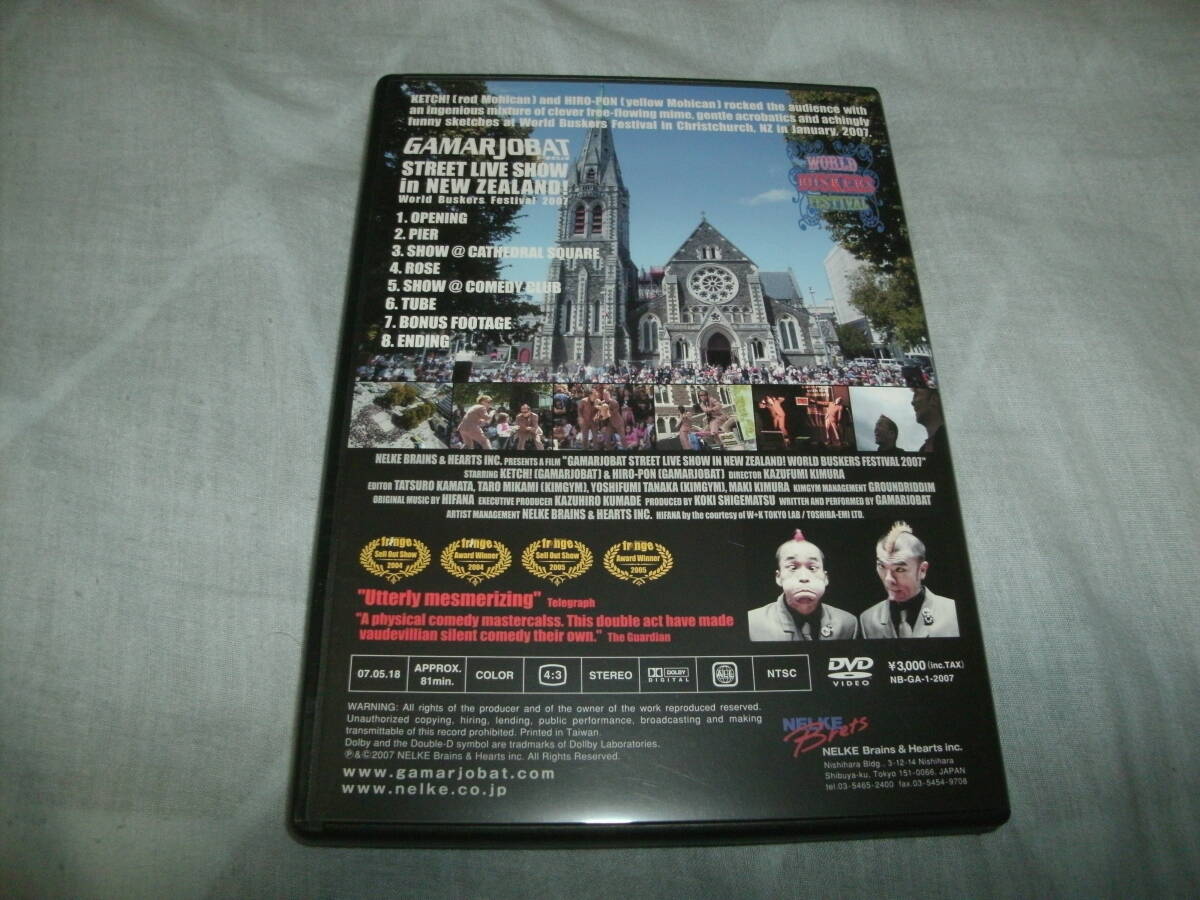 KETCH! (red Mohican) and HIRO-PON (yellow Mohican) rocked the audience with
an ingenious mixture of clever free-flowing mime, gentle acrobatics and achingly
funny sketches at World Buskers Festival in Christchurch, NZ in January, 2007.
GAMARJOBAT
STREET LIVE SHOW
in NEW ZEALAND!
World Buskers Festival 2007
WORLD
BUSKERS
FESTIVAL
1. OPENING
2. PIER
3. SHOW @ CATHEDRAL SQUARE
4. ROSE
5. SHOW @ COMEDY CLUB
6. TUBE
7. BONUS FOOTAGE
8. ENDING
NELKE BRAINS & HEARTS INC. PRESENTS A FILM "GAMARJOBAT STREET LIVE SHOW IN NEW ZEALAND! WORLD BUSKERS FESTIVAL 2007"
STARRING KETCH! (GAMARJOBAT) & HIRO-PON (GAMARJOBAT) DIRECTOR KAZUFUMI KIMURA
EDITOR TATSURO KAMATA, TARO MIKAMI (KIMGYM), YOSHIFUMI TANAKA (KIMGYM), MAKI KIMURA KIMGYM MANAGEMENT GROUNDRIDDIM
ORIGINAL MUSIC BY HIFANA EXECUTIVE PRODUCER KAZUHIRO KUMADE PRODUCED BY KOKI SHIGEMATSU WRITTEN AND PERFORMED BY GAMARJOBAT
ARTIST MANAGEMENT NELKE BRAINS & HEARTS INC. HIFANA by the courtesy of W+K TOKYO LAB / TOSHIBA-EMI LTD.
fringe Sell Out Show 2004
fringe Award Winner 2004
fringe Sell Out Show 2005
fringe Award Winner 2005
"Utterly mesmerizing" Telegraph
"A physical comedy mastercalss. This double act have made
vaudevillian silent comedy their own." The Guardian
07.05.18 APPROX. 81min. COLOR 4:3 STEREO DOLBY DIGITAL ALL NTSC
DVD VIDEO
¥3,000 (inc.TAX)
NB-GA-1-2007
WARNING: All rights of the producer and of the owner of the work reproduced reserved.
Unauthorized copying, hiring, lending, public performance, broadcasting and making
transmittable of this record prohibited. Printed in Taiwan.
Dolby and the Double-D symbol are trademarks of Dollby Laboratories.
℗&©2007 NELKE Brains & Hearts inc. All Rights Reserved.
www.gamarjobat.com
www.nelke.co.jp
NELKE
Brets
NELKE Brains & Hearts inc.
Nishihara Bldg., 3-12-14 Nishihara
Shibuya-ku, Tokyo 151-0066, JAPAN
tel.03-5465-2400 fax.03-5454-9708